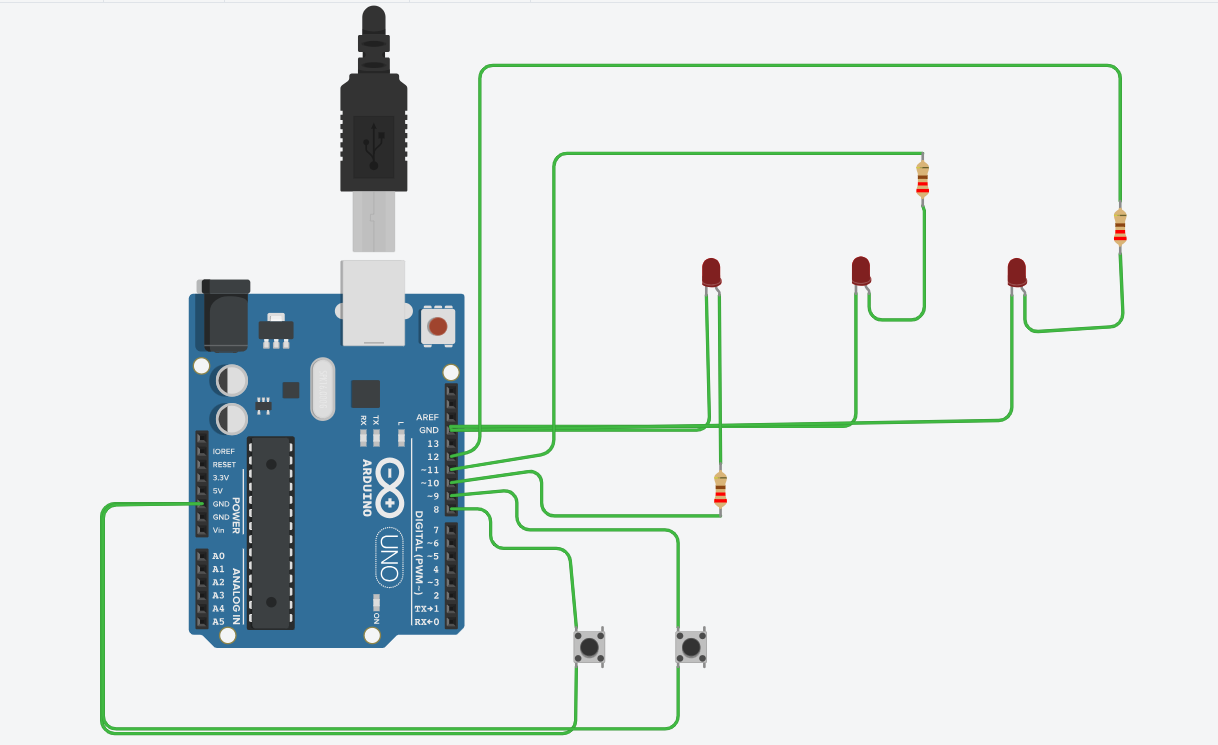 AREF
GND
13
12
~11
~10
~9
8
7
~6
~5
4
~3
2
TX→1
RX←0
DIGITAL (PWM~)
IOREF
RESET
3.3V
5V
GND
GND
Vin
POWER
A0
A1
A2
A3
A4
A5
ANALOG IN
RX
TX
L
ARDUINO
UNO
ON